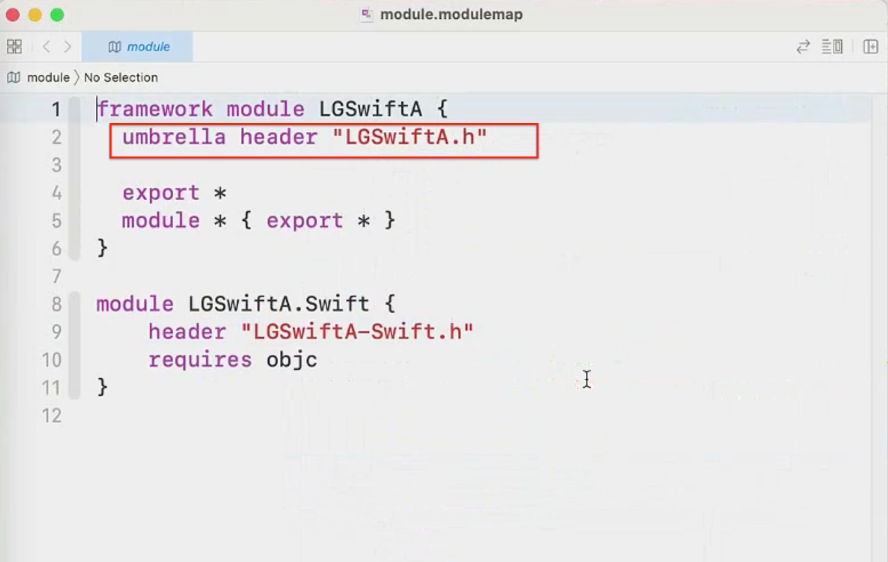 module.modulemap
module
module 〉 No Selection
1 framework module LGSwiftA {
2 umbrella header "LGSwiftA.h"
3
4 export *
5 module * { export * }
6 }
7
8 module LGSwiftA.Swift {
9 header "LGSwiftA-Swift.h"
10 requires objc
11 }
12